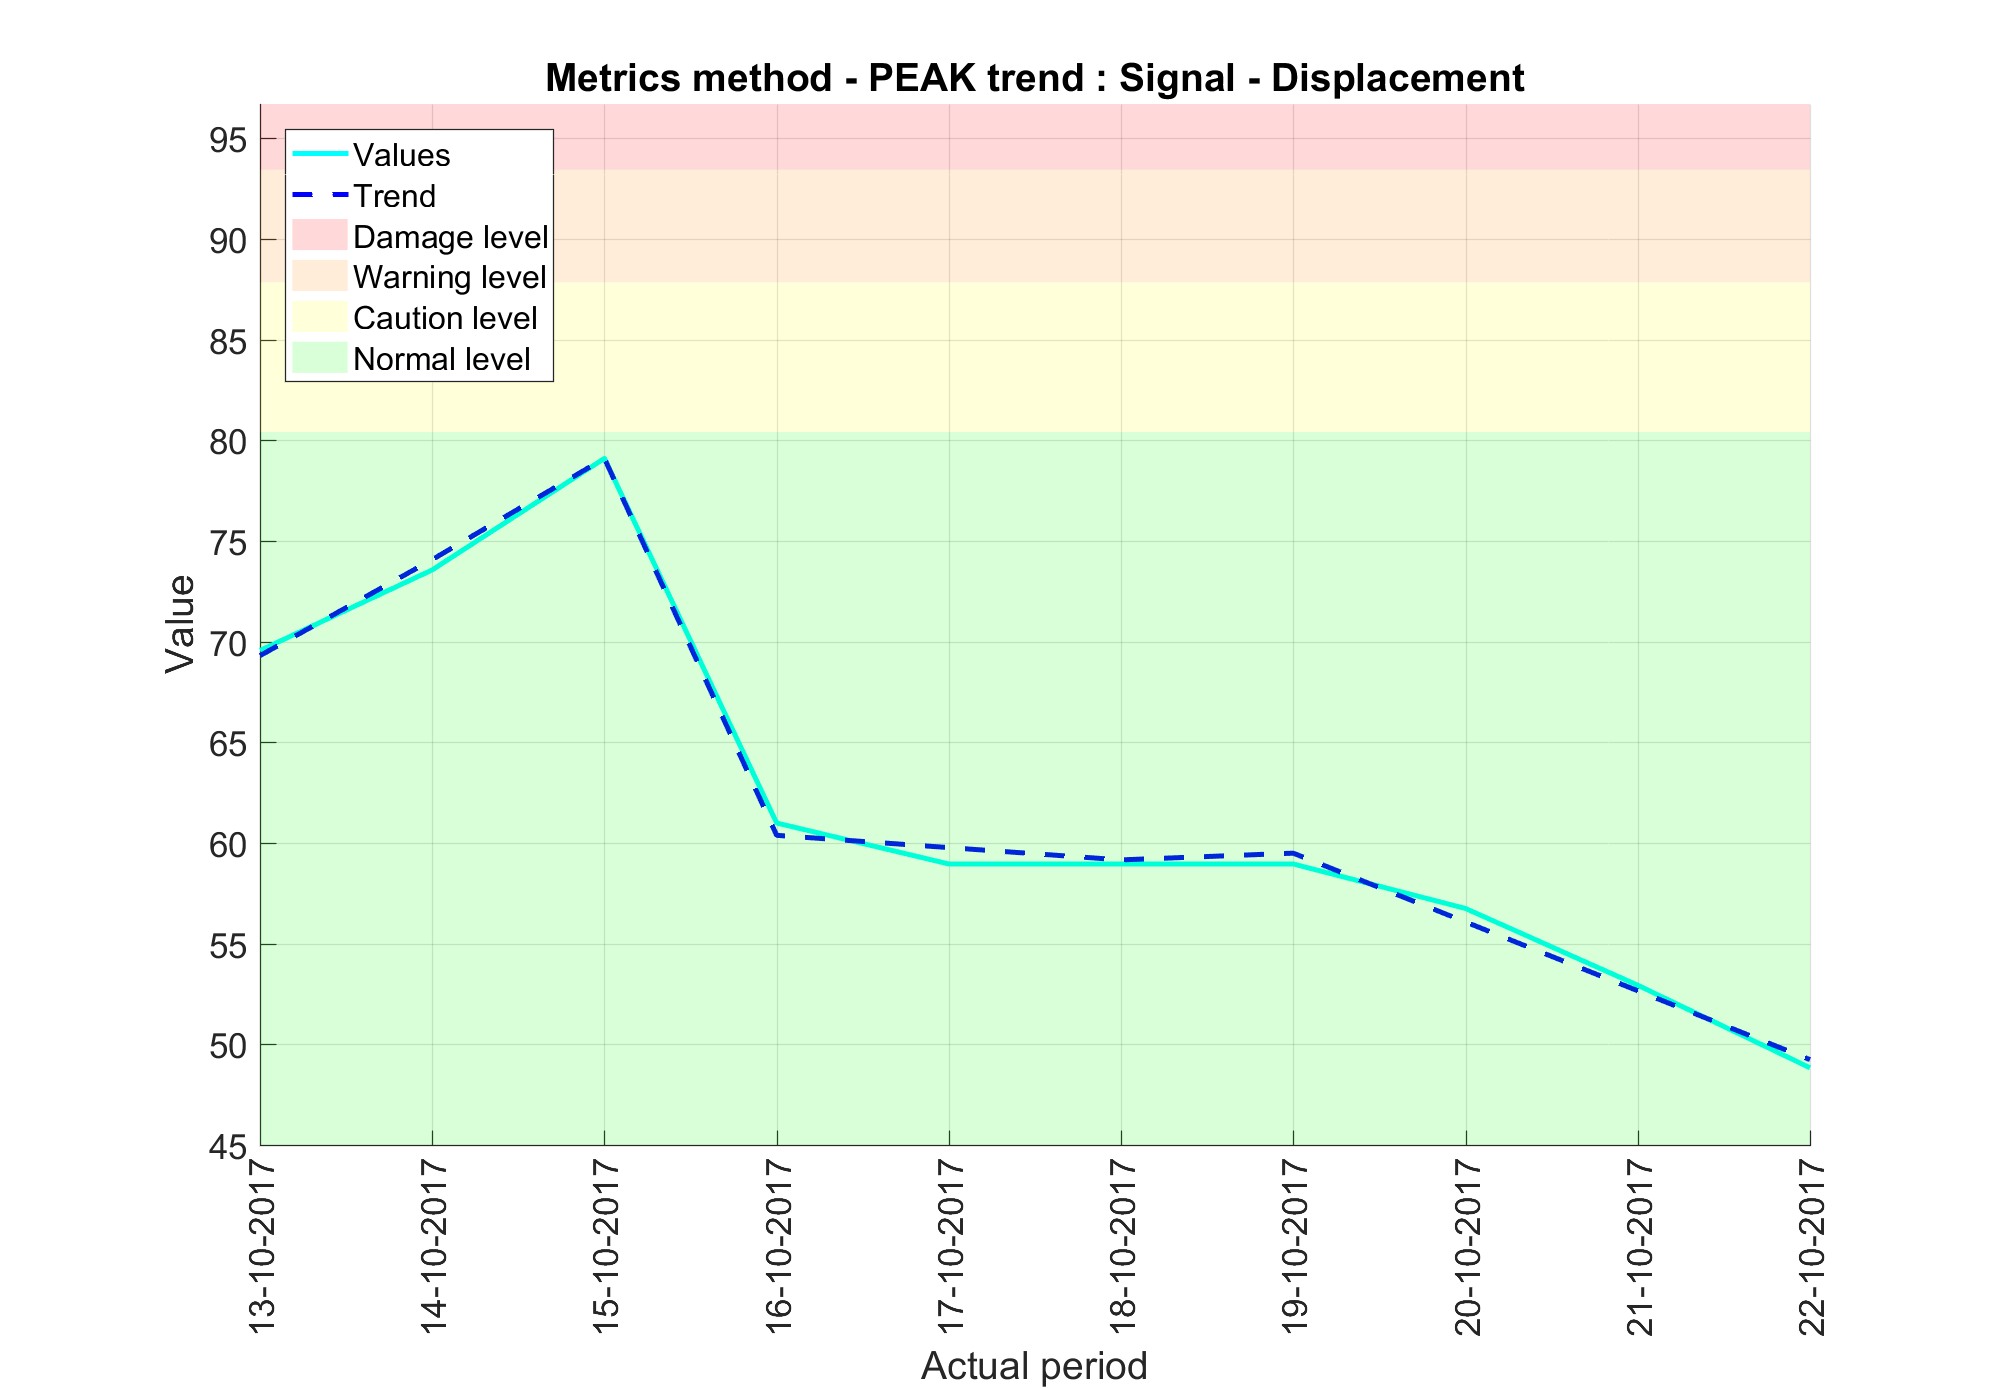 Metrics method - PEAK trend : Signal - Displacement
Values
Trend
Damage level
Warning level
Caution level
Normal level
95
90
85
80
75
70
65
60
55
50
45
Value
13-10-2017
14-10-2017
15-10-2017
16-10-2017
17-10-2017
18-10-2017
19-10-2017
20-10-2017
21-10-2017
22-10-2017
Actual period